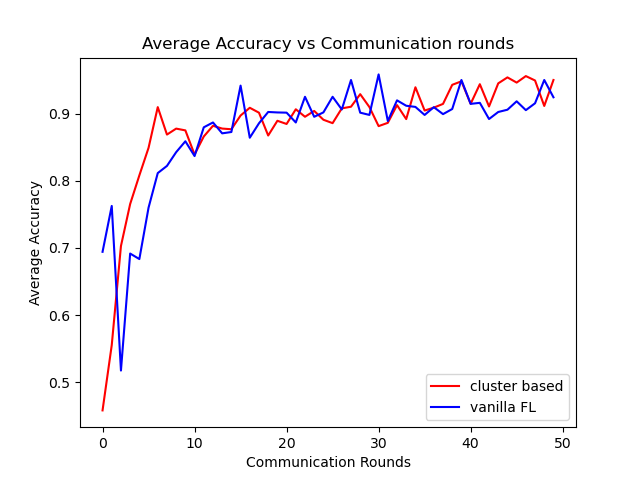 Average Accuracy vs Communication rounds
Average Accuracy
0.9
0.8
0.7
0.6
0.5
0
10
20
30
40
50
Communication Rounds
cluster based
vanilla FL